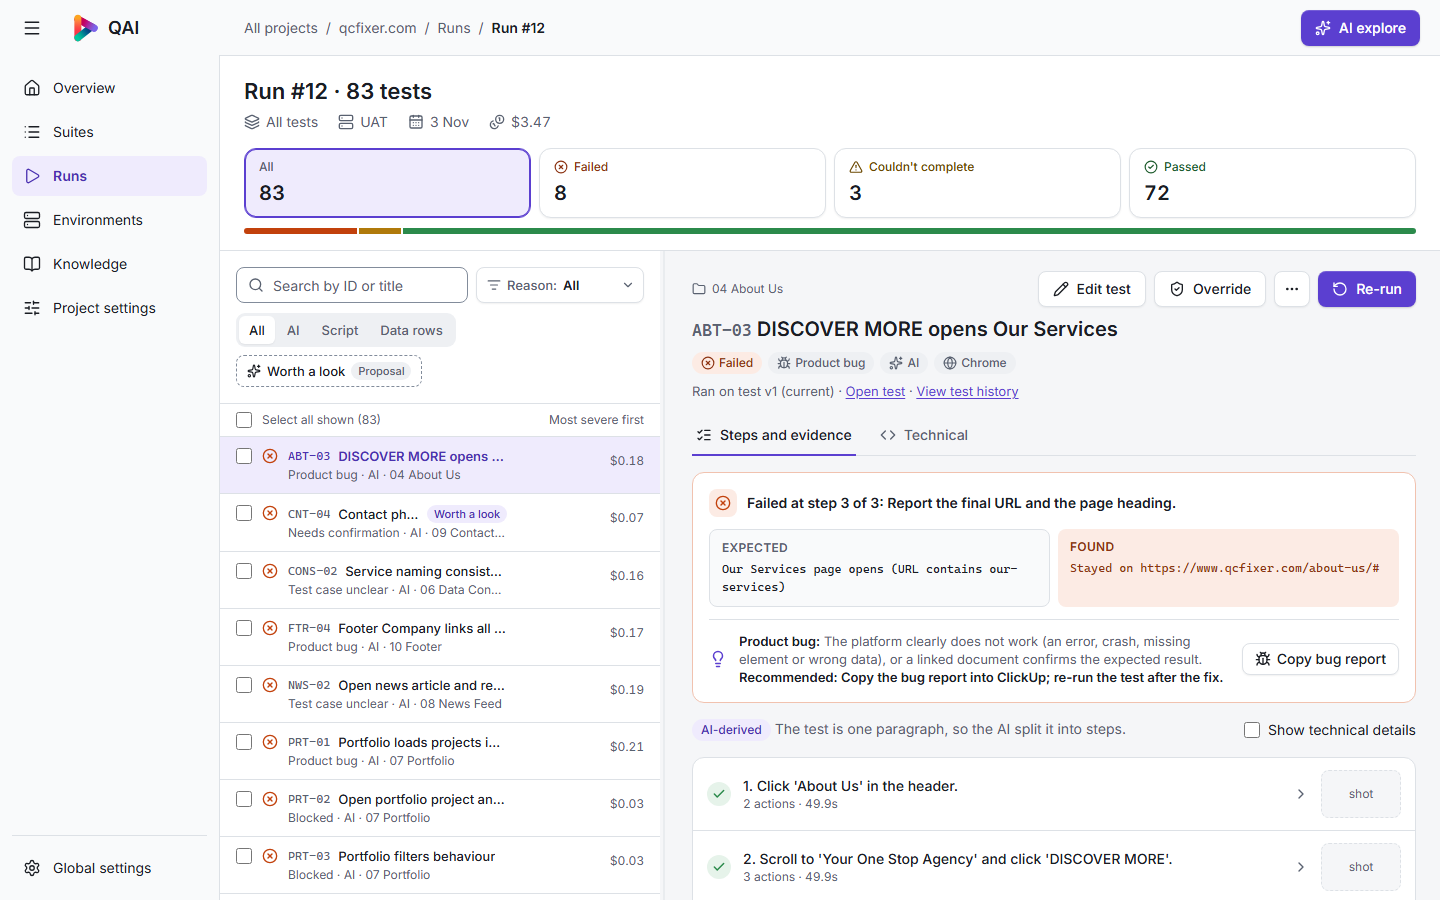 QAI
All projects / qcfixer.com / Runs / Run #12
AI explore
Overview
Suites
Runs
Environments
Knowledge
Project settings
Global settings
Run #12 · 83 tests
All tests UAT 3 Nov $3.47
All
83
Failed
8
Couldn't complete
3
Passed
72
Search by ID or title
Reason: All
All AI Script Data rows
Worth a look Proposal
Select all shown (83) Most severe first
ABT-03 DISCOVER MORE opens ... $0.18
Product bug · AI · 04 About Us
CNT-04 Contact ph... Worth a look $0.07
Needs confirmation · AI · 09 Contact...
CONS-02 Service naming consist... $0.16
Test case unclear · AI · 06 Data Con...
FTR-04 Footer Company links all ... $0.17
Product bug · AI · 10 Footer
NWS-02 Open news article and re... $0.19
Test case unclear · AI · 08 News Feed
PRT-01 Portfolio loads projects i... $0.21
Product bug · AI · 07 Portfolio
PRT-02 Open portfolio project an... $0.03
Blocked · AI · 07 Portfolio
PRT-03 Portfolio filters behaviour $0.03
Blocked · AI · 07 Portfolio
04 About Us
Edit test
Override
...
Re-run
ABT-03 DISCOVER MORE opens Our Services
Failed Product bug AI Chrome
Ran on test v1 (current) · Open test · View test history
Steps and evidence Technical
Failed at step 3 of 3: Report the final URL and the page heading.
EXPECTED
Our Services page opens (URL contains our-
services)
FOUND
Stayed on https://www.qcfixer.com/about-us/#
Product bug: The platform clearly does not work (an error, crash, missing
element or wrong data), or a linked document confirms the expected result.
Recommended: Copy the bug report into ClickUp; re-run the test after the fix.
Copy bug report
AI-derived The test is one paragraph, so the AI split it into steps.
Show technical details
1. Click 'About Us' in the header.
2 actions · 49.9s
shot
2. Scroll to 'Your One Stop Agency' and click 'DISCOVER MORE'.
3 actions · 49.9s
shot